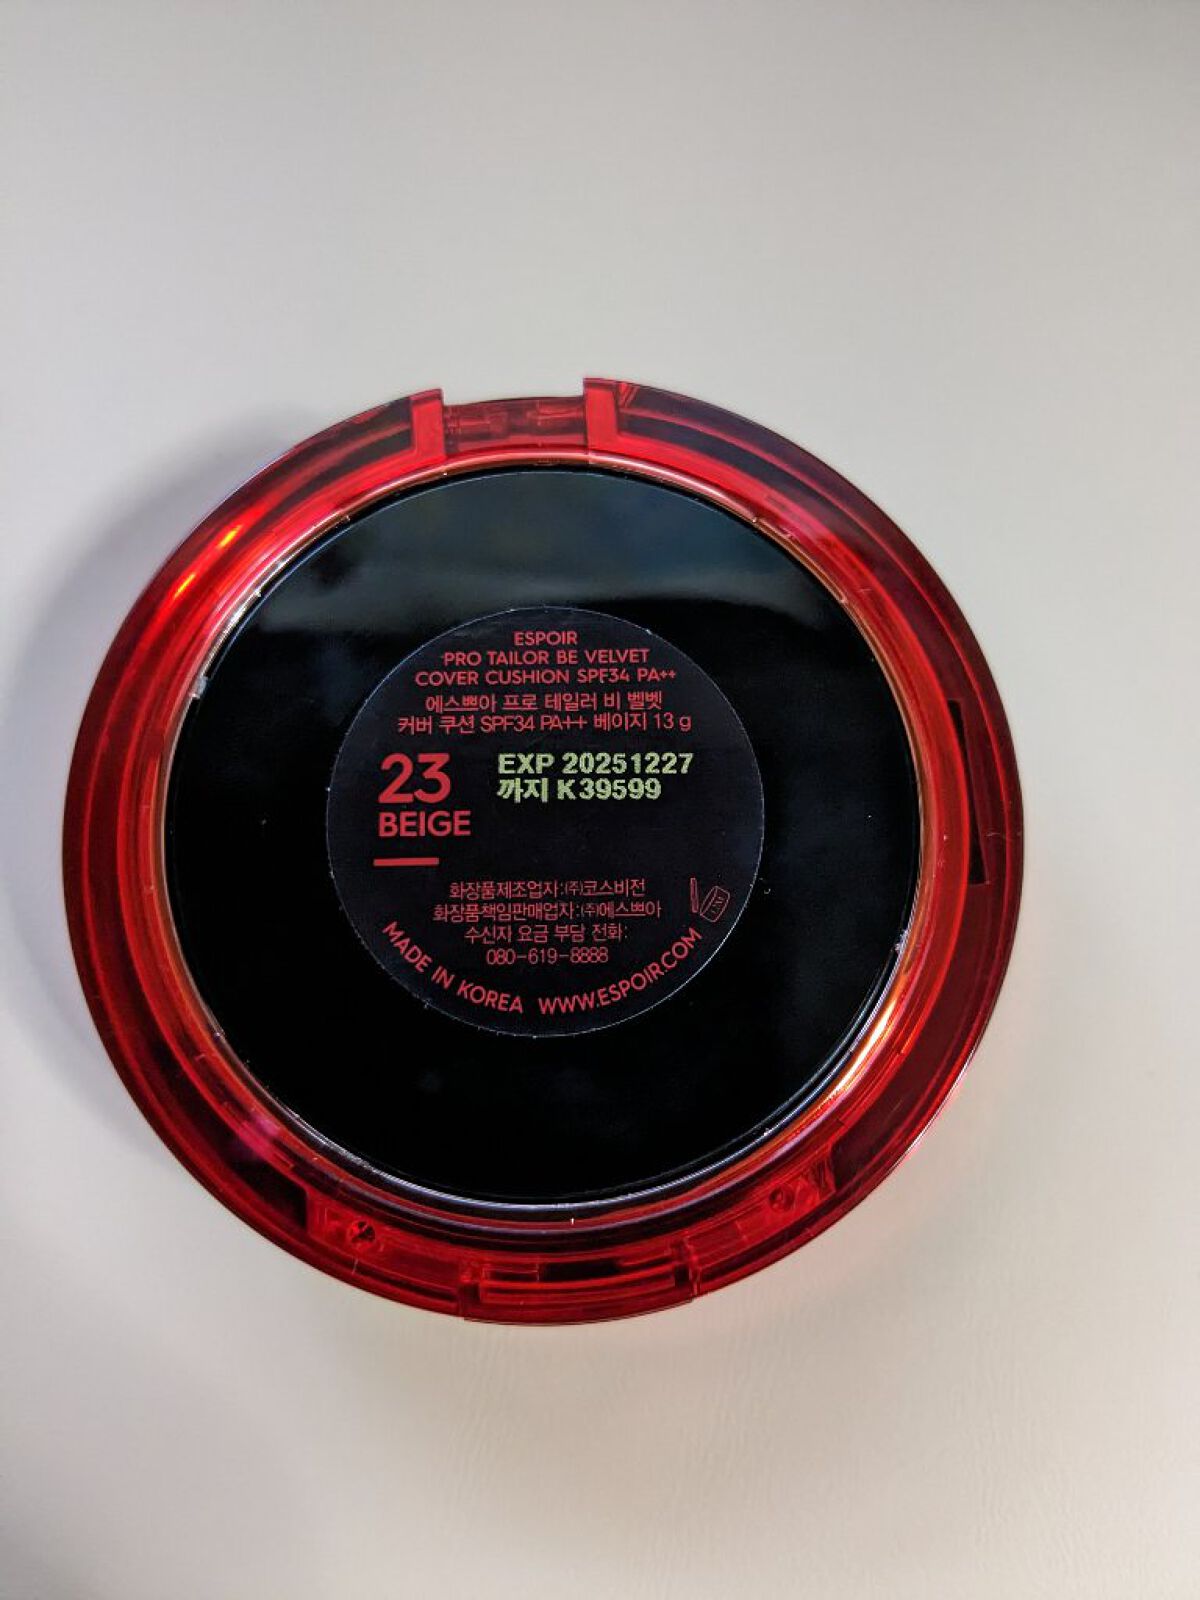 ESPOIR
PRO TAILOR BE VELVET
COVER CUSHION SPF34 PA++
에스쁘아 프로 테일러 비 벨벳
커버 쿠션 SPF34 PA++ 베이지 13 g
23
BEIGE
EXP 20251227
까지 K39599
화장품제조업자:(주)코스비전
화장품책임판매업자:(주)에스쁘아
수신자 요금 부담 전화:
080-619-8888
MADE IN KOREA WWW.ESPOIR.COM